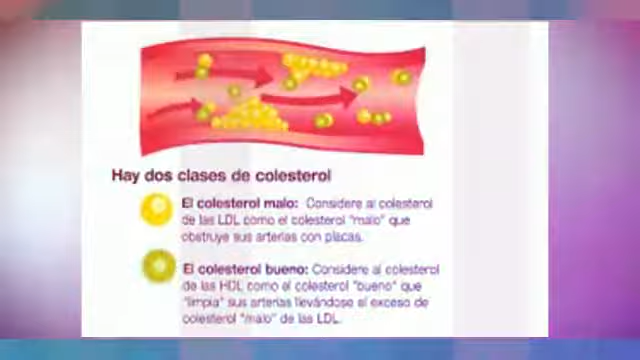 Hay dos clases de colesterol
El colesterol malo: Considere al colesterol
de las LDL como el colesterol "malo" que
obstruye sus arterias con placas.
El colesterol bueno: Considere al colesterol
de las HDL como el colesterol "bueno" que
"limpia" sus arterias llevándose el exceso de
colesterol "malo" de las LDL.